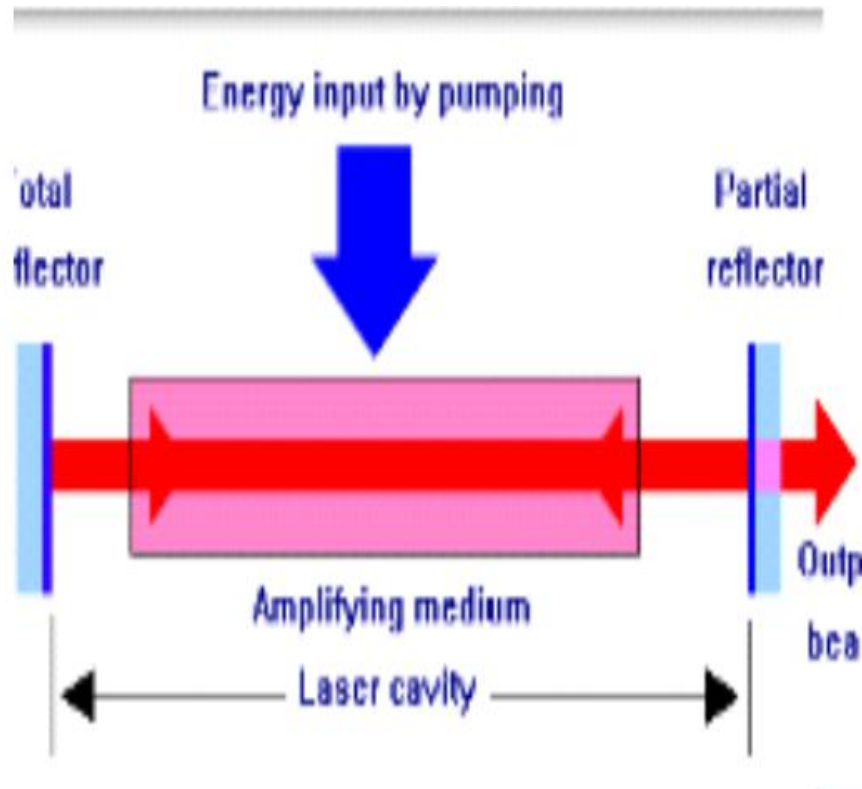 Energy input by pumping
otal
flector
Partial
reflector
Outp
bea
Amplifying medium
Laser cavity